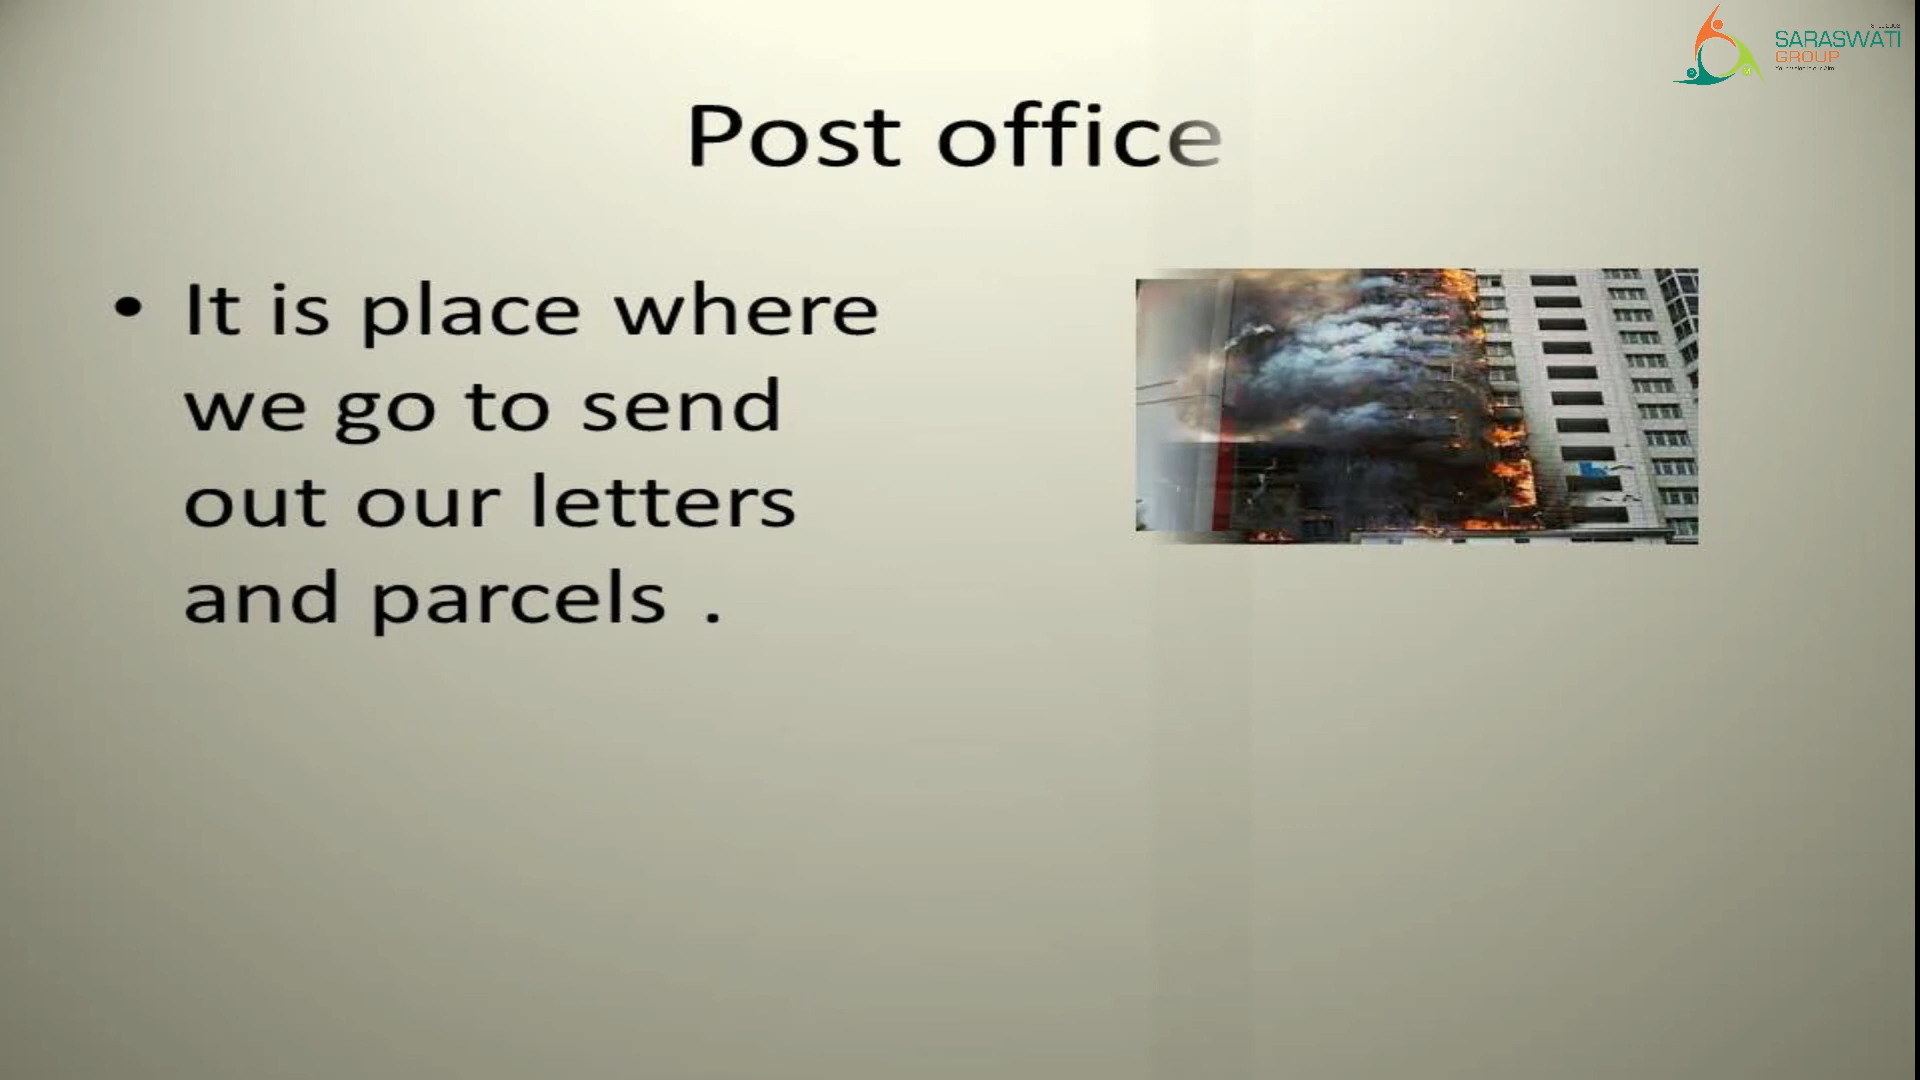 SARASWATI
GROUP
Post office
• It is place where
we go to send
out our letters
and parcels .